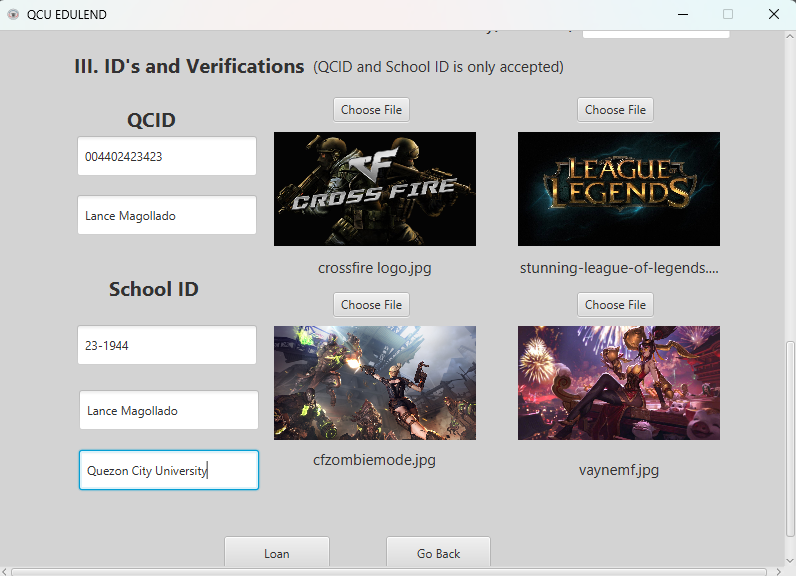 QCU EDULEND
III. ID's and Verifications (QCID and School ID is only accepted)
Choose File Choose File
QCID
004402423423
Lance Magollado
CF
CROSS FIRE
LEAGUE
OF
LEGENDS
crossfire logo.jpg stunning-league-of-legends....
School ID
Choose File Choose File
23-1944
Lance Magollado
Quezon City University
cfzombiemode.jpg
vaynemf.jpg
Loan Go Back